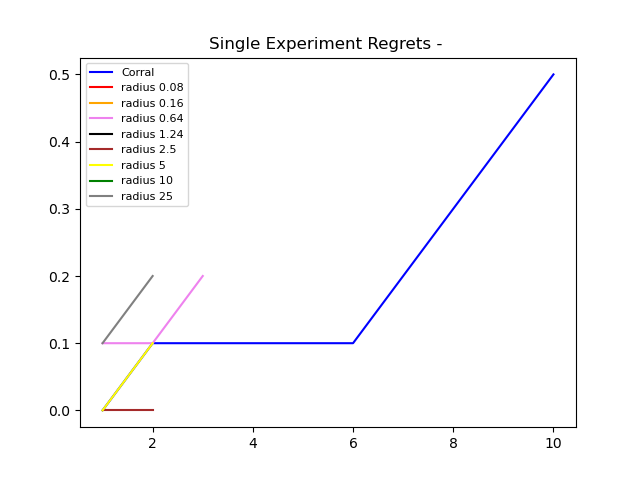 Single Experiment Regrets -
Corral
radius 0.08
radius 0.16
radius 0.64
radius 1.24
radius 2.5
radius 5
radius 10
radius 25
0.5
0.4
0.3
0.2
0.1
0.0
2
4
6
8
10